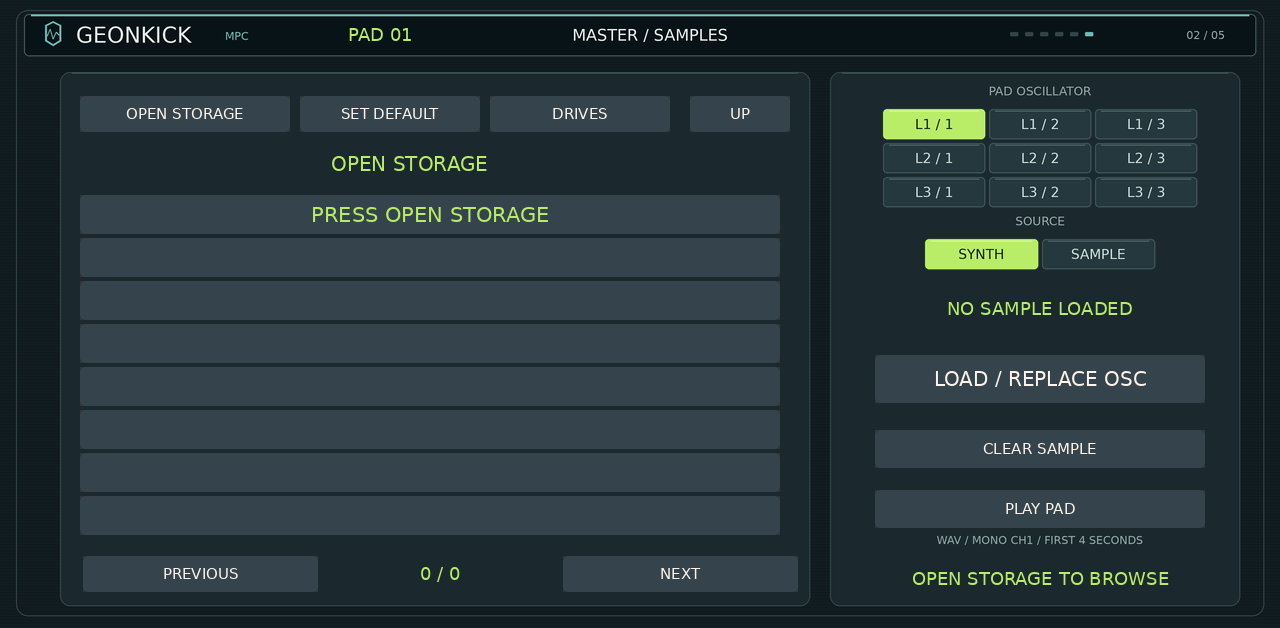 GEONKICK MPC PAD 01 MASTER / SAMPLES 02 / 05
OPEN STORAGE SET DEFAULT DRIVES UP
OPEN STORAGE
PRESS OPEN STORAGE
PREVIOUS 0 / 0 NEXT
PAD OSCILLATOR
L1 / 1 L1 / 2 L1 / 3
L2 / 1 L2 / 2 L2 / 3
L3 / 1 L3 / 2 L3 / 3
SOURCE
SYNTH SAMPLE
NO SAMPLE LOADED
LOAD / REPLACE OSC
CLEAR SAMPLE
PLAY PAD
WAV / MONO CH1 / FIRST 4 SECONDS
OPEN STORAGE TO BROWSE